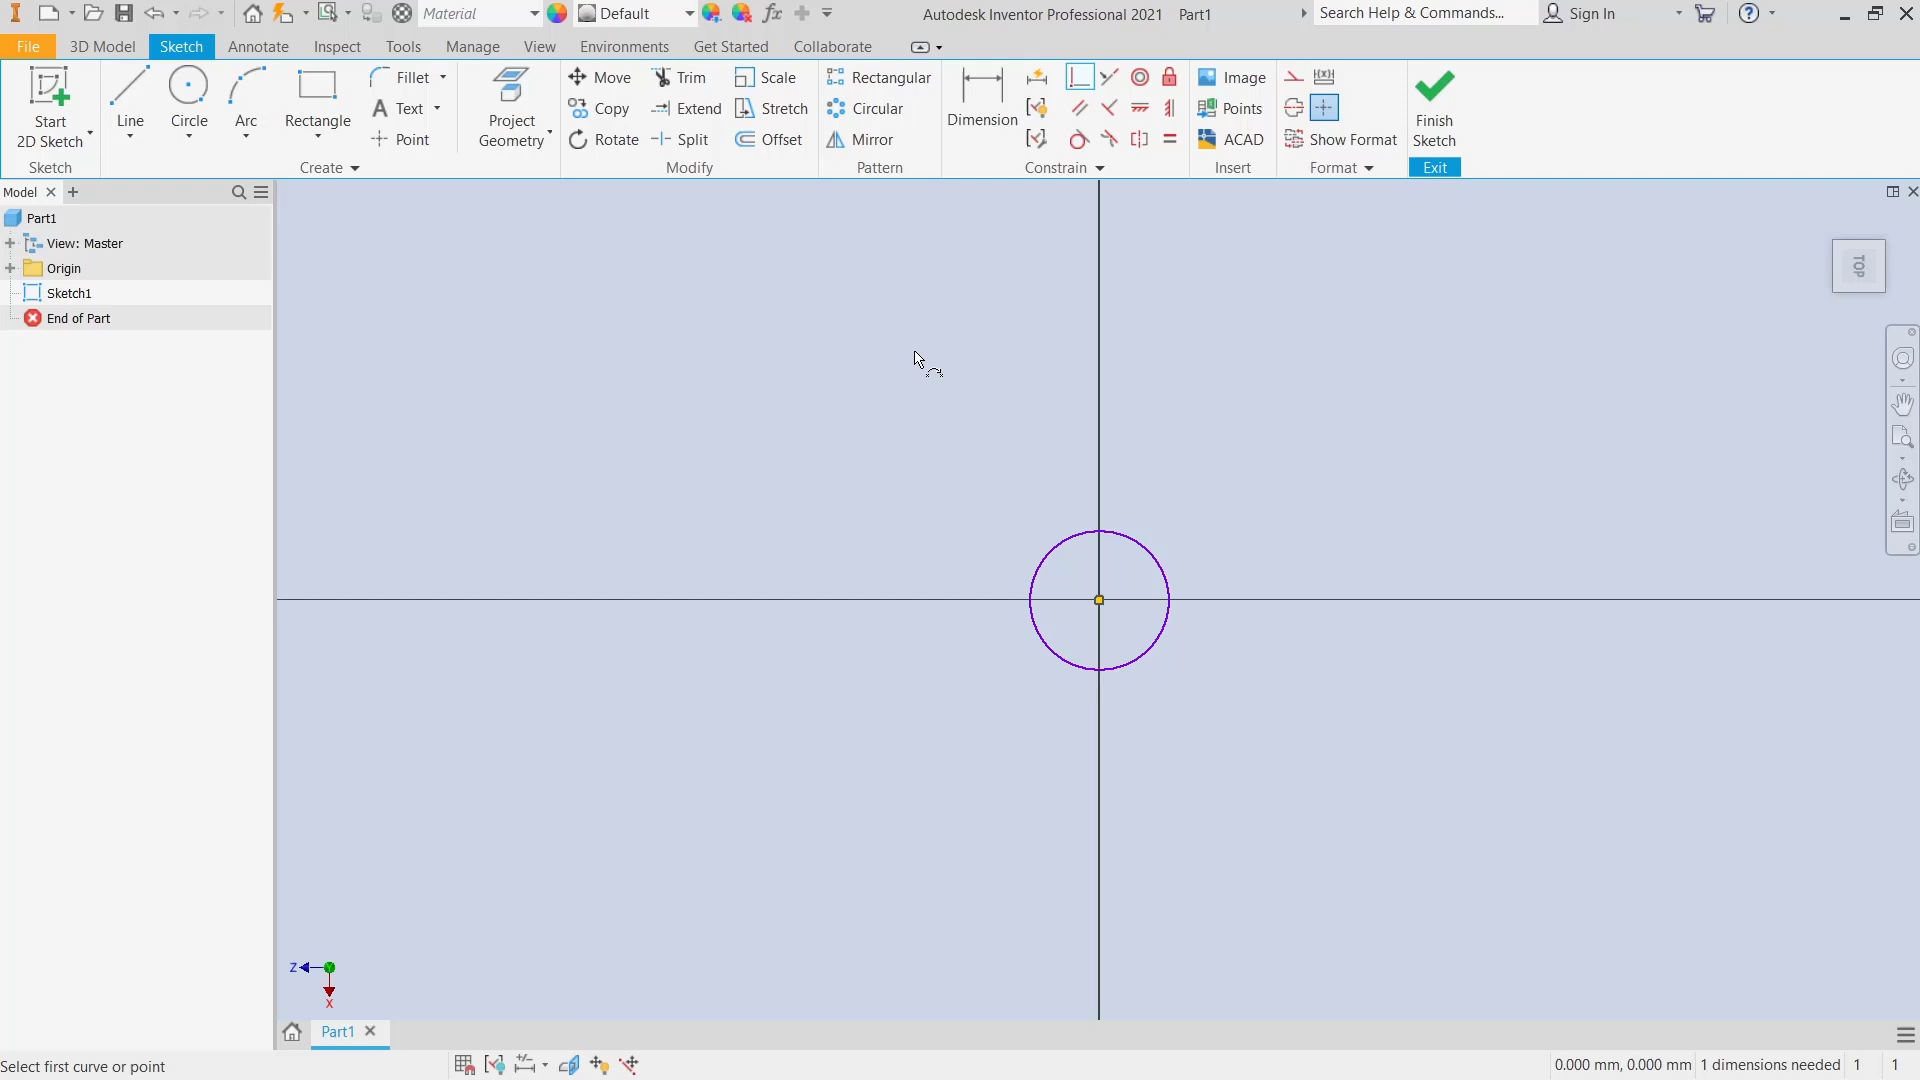 Material
Default
Autodesk Inventor Professional 2021 Part1
Search Help & Commands...
Sign In
File 3D Model Sketch Annotate Inspect Tools Manage View Environments Get Started Collaborate
Start
2D Sketch
Line
Circle
Arc
Rectangle
Fillet
Text
Point
Project
Geometry
Move Trim Scale
Copy Extend Stretch
Rotate Split Offset
Rectangular
Circular
Mirror
Dimension
Image
Points
ACAD
Show Format
Finish
Sketch
Sketch Create Modify Pattern Constrain Insert Format Exit
Model
Part1
View: Master
Origin
Sketch1
End of Part
TOP
Z
X
Part1
Select first curve or point
0.000 mm, 0.000 mm 1 dimensions needed 1 1